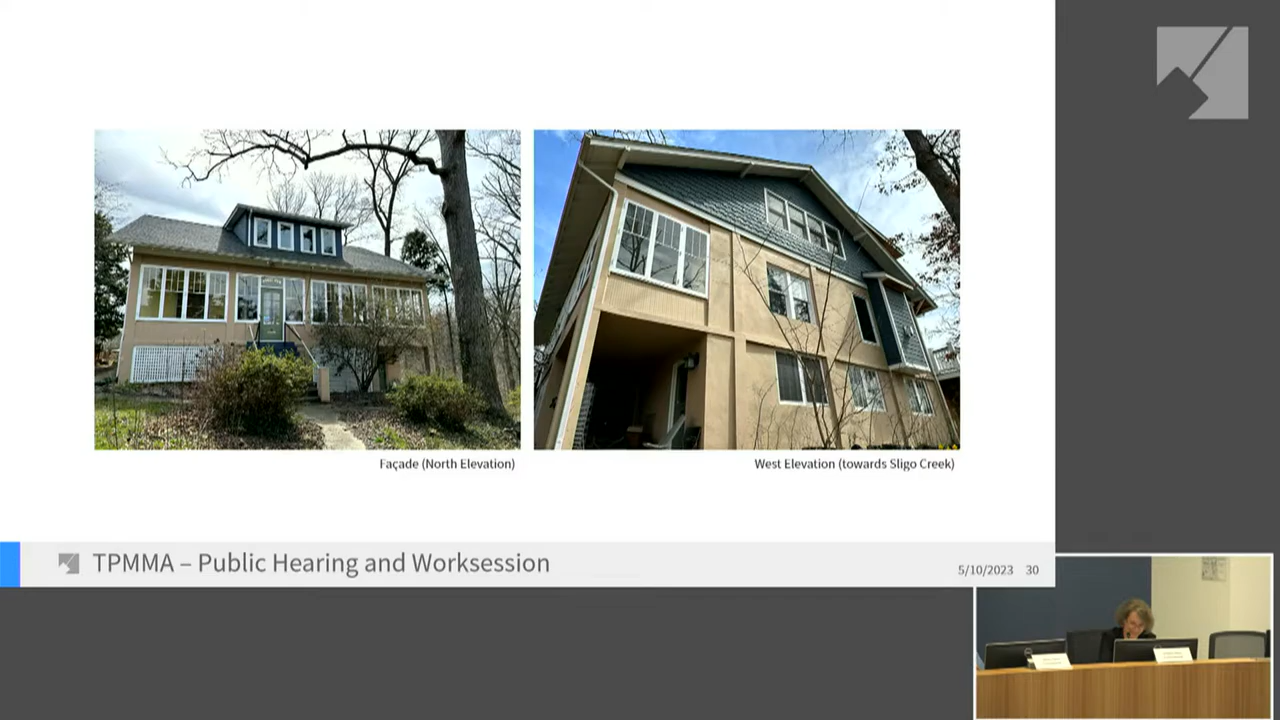 Façade (North Elevation)
West Elevation (towards Sligo Creek)
TPMMA – Public Hearing and Worksession
5/10/2023 30